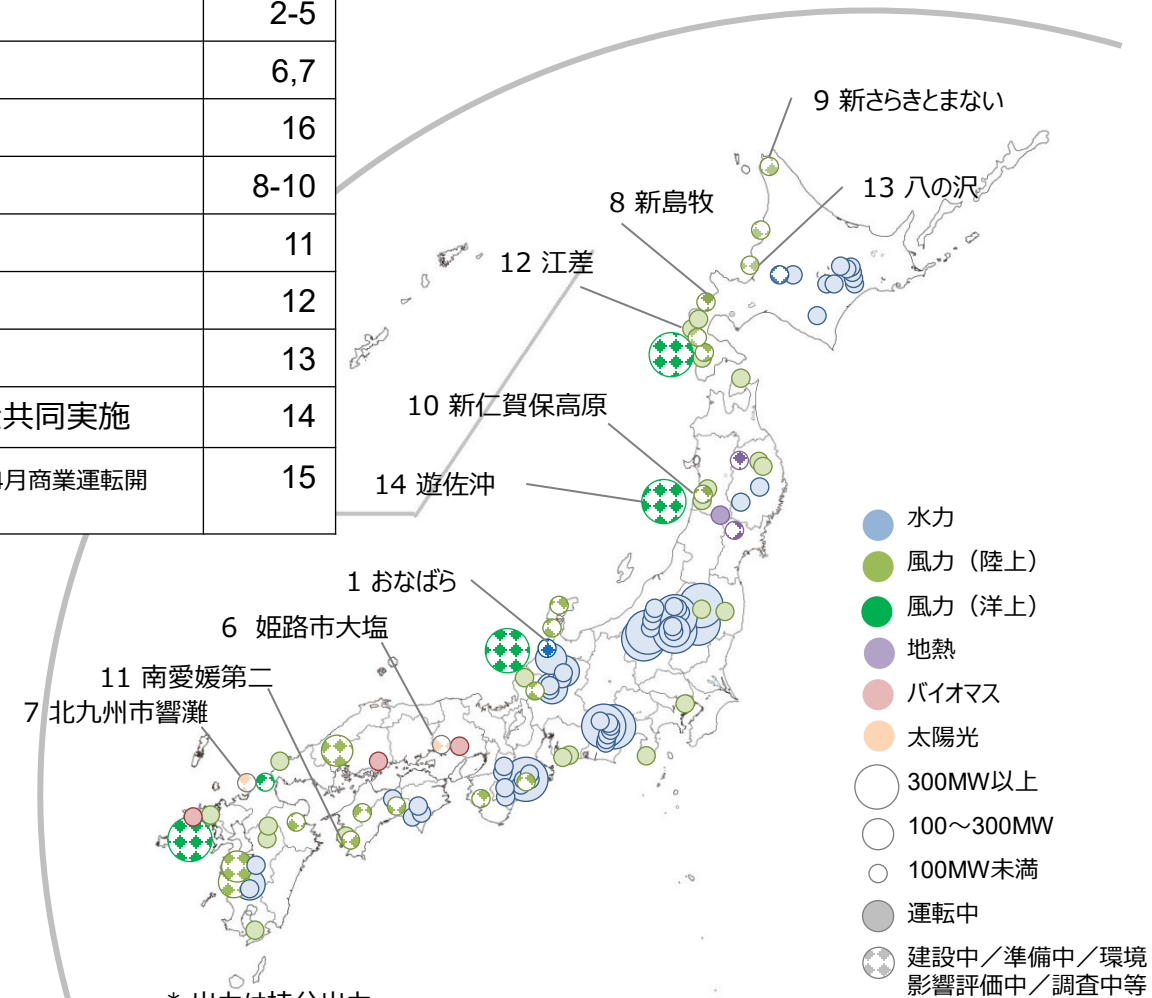 2-5
6,7
16
8-10
11
12
13
共同実施 14
月商業運転開 15
9 新さらきとまない
13 八の沢
8 新島牧
12 江差
10 新仁賀保高原
14 遊佐沖
1 おなばら
6 姫路市大塩
11 南愛媛第二
7 北九州市響灘
水力
風力（陸上）
風力（洋上）
地熱
バイオマス
太陽光
300MW以上
100～300MW
100MW未満
運転中
建設中／準備中／環境
影響評価中／調査中等
* 出力は持分出力